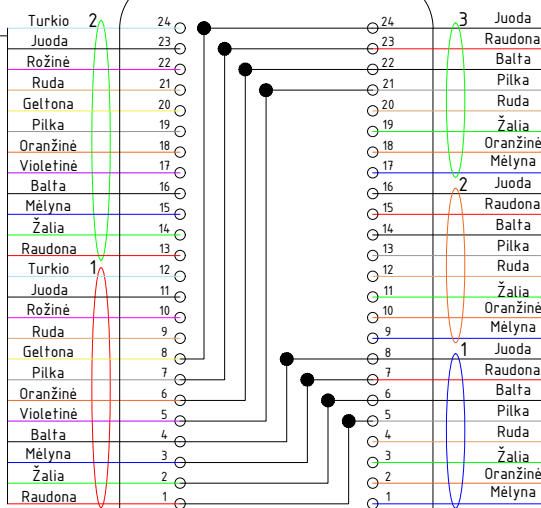 Turkio 2 24 24 3 Juoda
Juoda 23 23 Raudona
Rožinė 22 22 Balta
Ruda 21 21 Pilka
Geltona 20 20 Ruda
Pilka 19 19 Žalia
Oranžinė 18 18 Oranžinė
Violetinė 17 17 Mėlyna
Balta 16 16 2 Juoda
Mėlyna 15 15 Raudona
Žalia 14 14 Balta
Raudona 13 13 Pilka
Turkio 1 12 12 Ruda
Juoda 11 11 Žalia
Rožinė 10 10 Oranžinė
Ruda 9 9 Mėlyna
Geltona 8 8 1 Juoda
Pilka 7 7 Raudona
Oranžinė 6 6 Balta
Violetinė 5 5 Pilka
Balta 4 4 Ruda
Mėlyna 3 3 Žalia
Žalia 2 2 Oranžinė
Raudona 1 1 Mėlyna